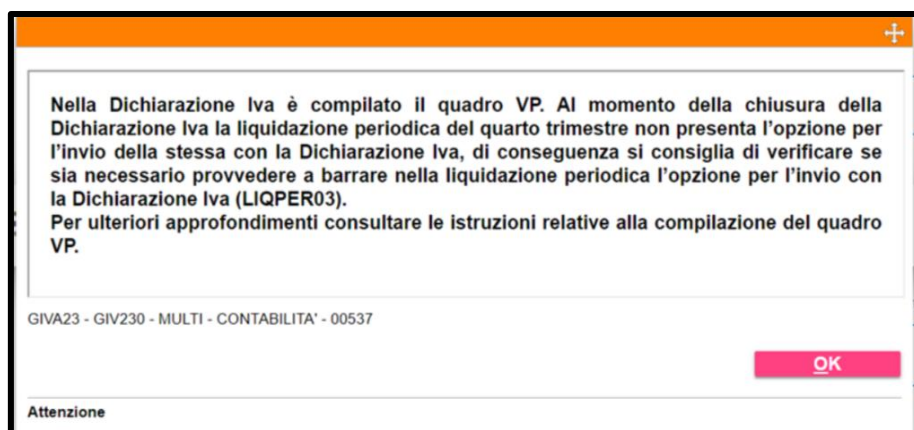 Nella Dichiarazione Iva è compilato il quadro VP. Al momento della chiusura della
Dichiarazione Iva la liquidazione periodica del quarto trimestre non presenta l'opzione per
l'invio della stessa con la Dichiarazione Iva, di conseguenza si consiglia di verificare se
sia necessario provvedere a barrare nella liquidazione periodica l'opzione per l'invio con
la Dichiarazione Iva (LIQPER03).
Per ulteriori approfondimenti consultare le istruzioni relative alla compilazione del quadro
VP.
GIVA23 - GIV230 - MULTI - CONTABILITA' - 00537
OK
Attenzione